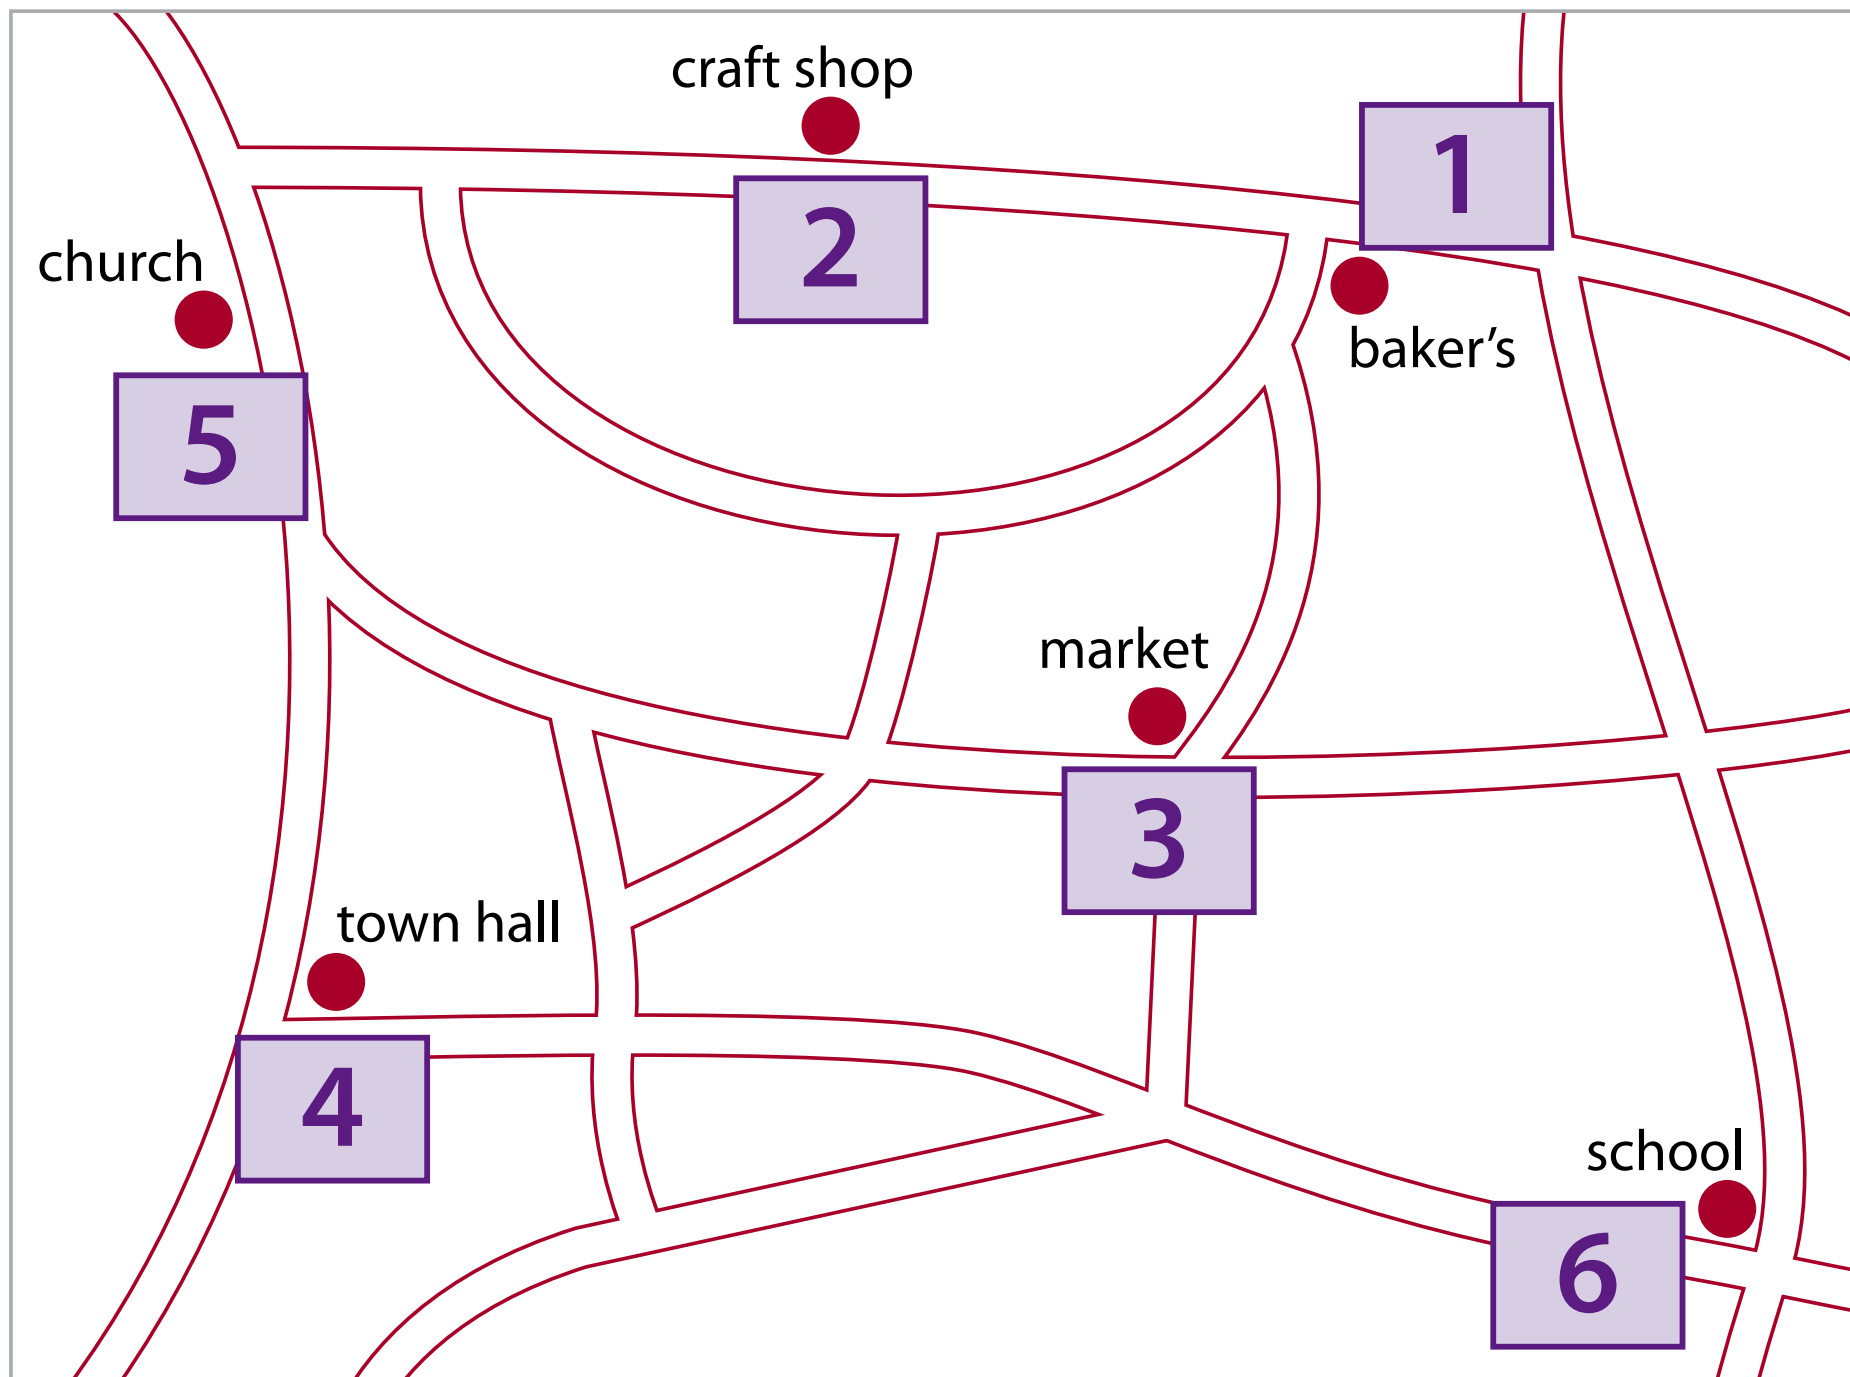 craft shop
1
2
church
baker’s
5
market
3
town hall
4
school
6